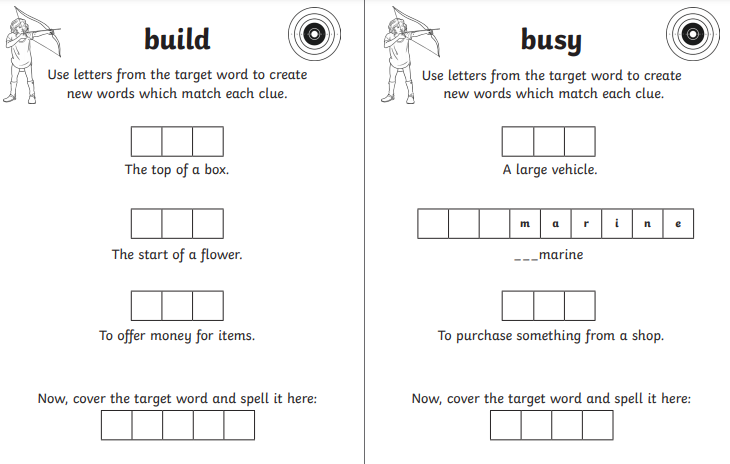 build
Use letters from the target word to create
new words which match each clue.
The top of a box.
The start of a flower.
To offer money for items.
Now, cover the target word and spell it here:
busy
Use letters from the target word to create
new words which match each clue.
A large vehicle.
m a r i n e
___marine
To purchase something from a shop.
Now, cover the target word and spell it here: